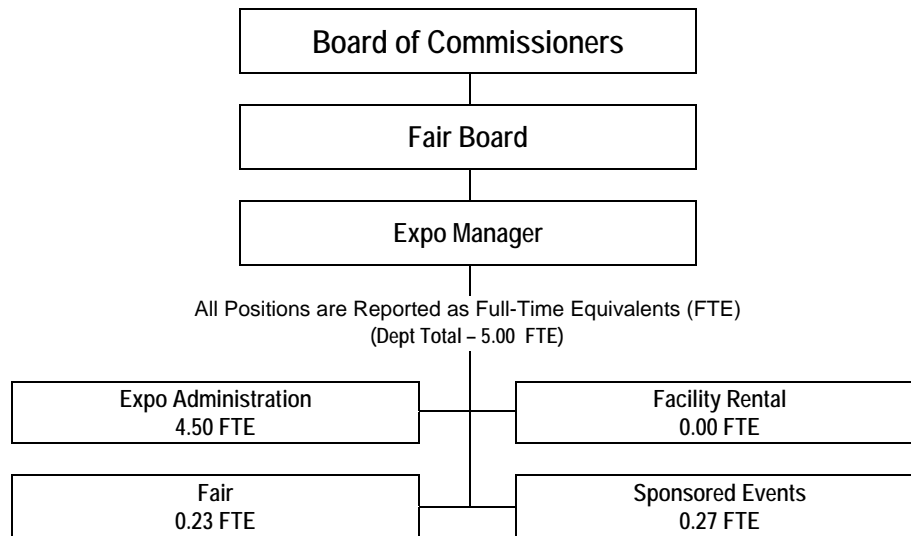 Board of Commissioners
Fair Board
Expo Manager
All Positions are Reported as Full-Time Equivalents (FTE)
(Dept Total – 5.00 FTE)
Expo Administration
4.50 FTE
Facility Rental
0.00 FTE
Fair
0.23 FTE
Sponsored Events
0.27 FTE